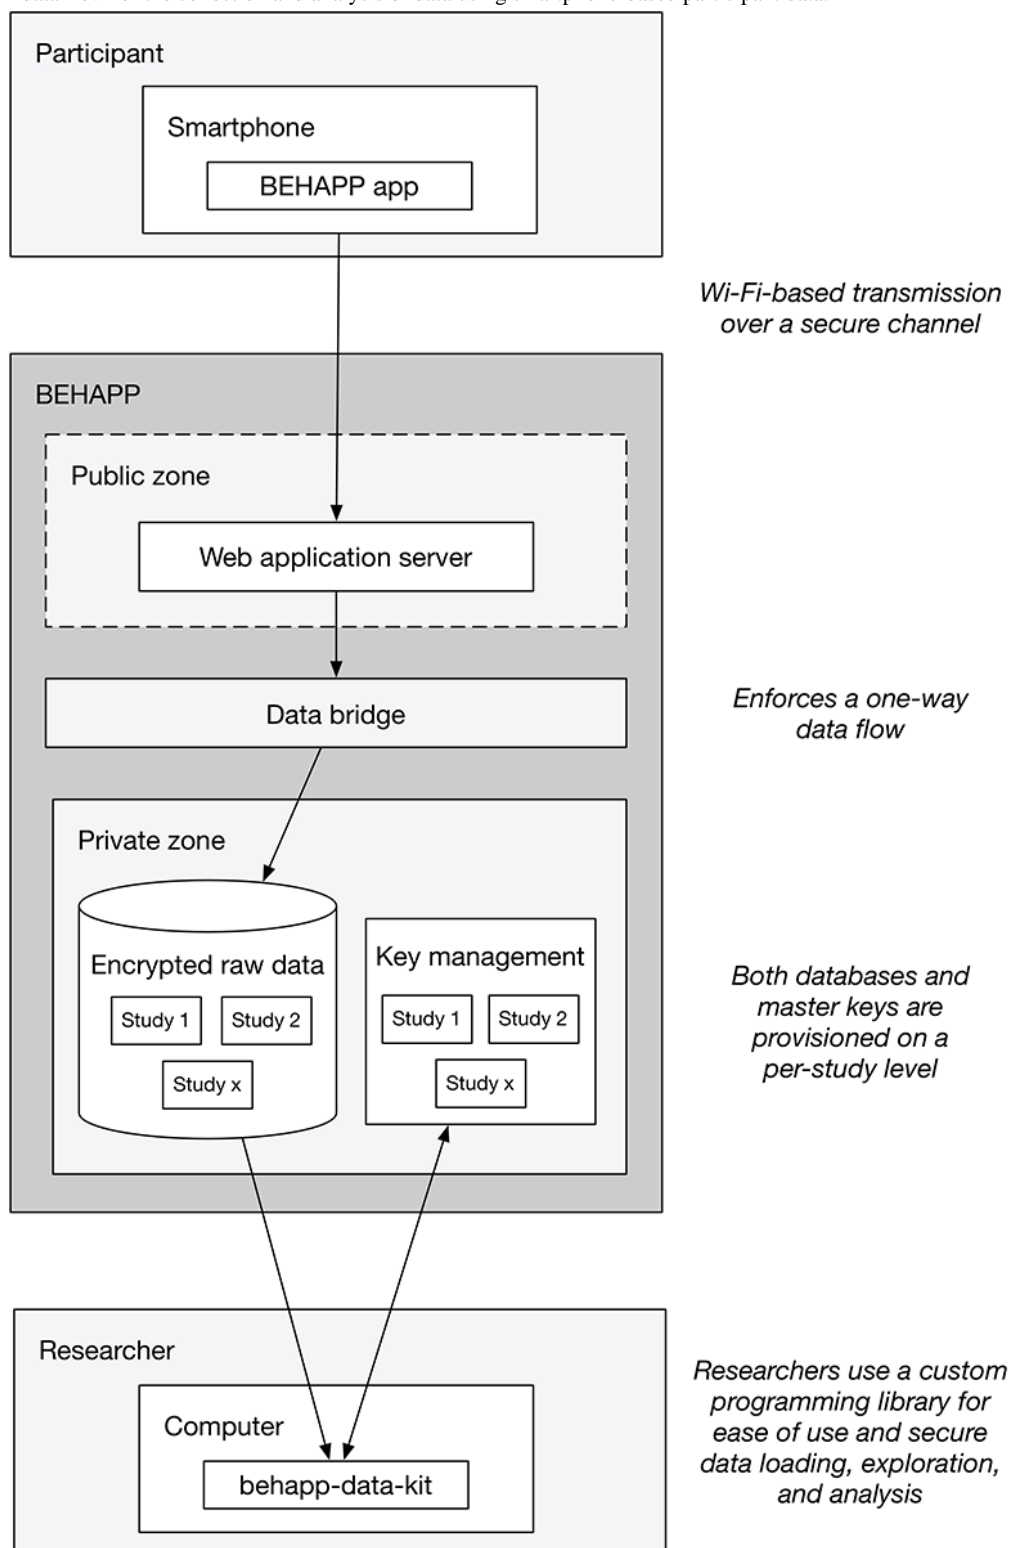 Participant
Smartphone
BEHAPP app
Wi-Fi-based transmission
over a secure channel
BEHAPP
Public zone
Web application server
Data bridge
Enforces a one-way
data flow
Private zone
Encrypted raw data
Study 1
Study 2
Study x
Key management
Study 1
Study 2
Study x
Both databases and
master keys are
provisioned on a
per-study level
Researcher
Computer
behapp-data-kit
Researchers use a custom
programming library for
ease of use and secure
data loading, exploration,
and analysis